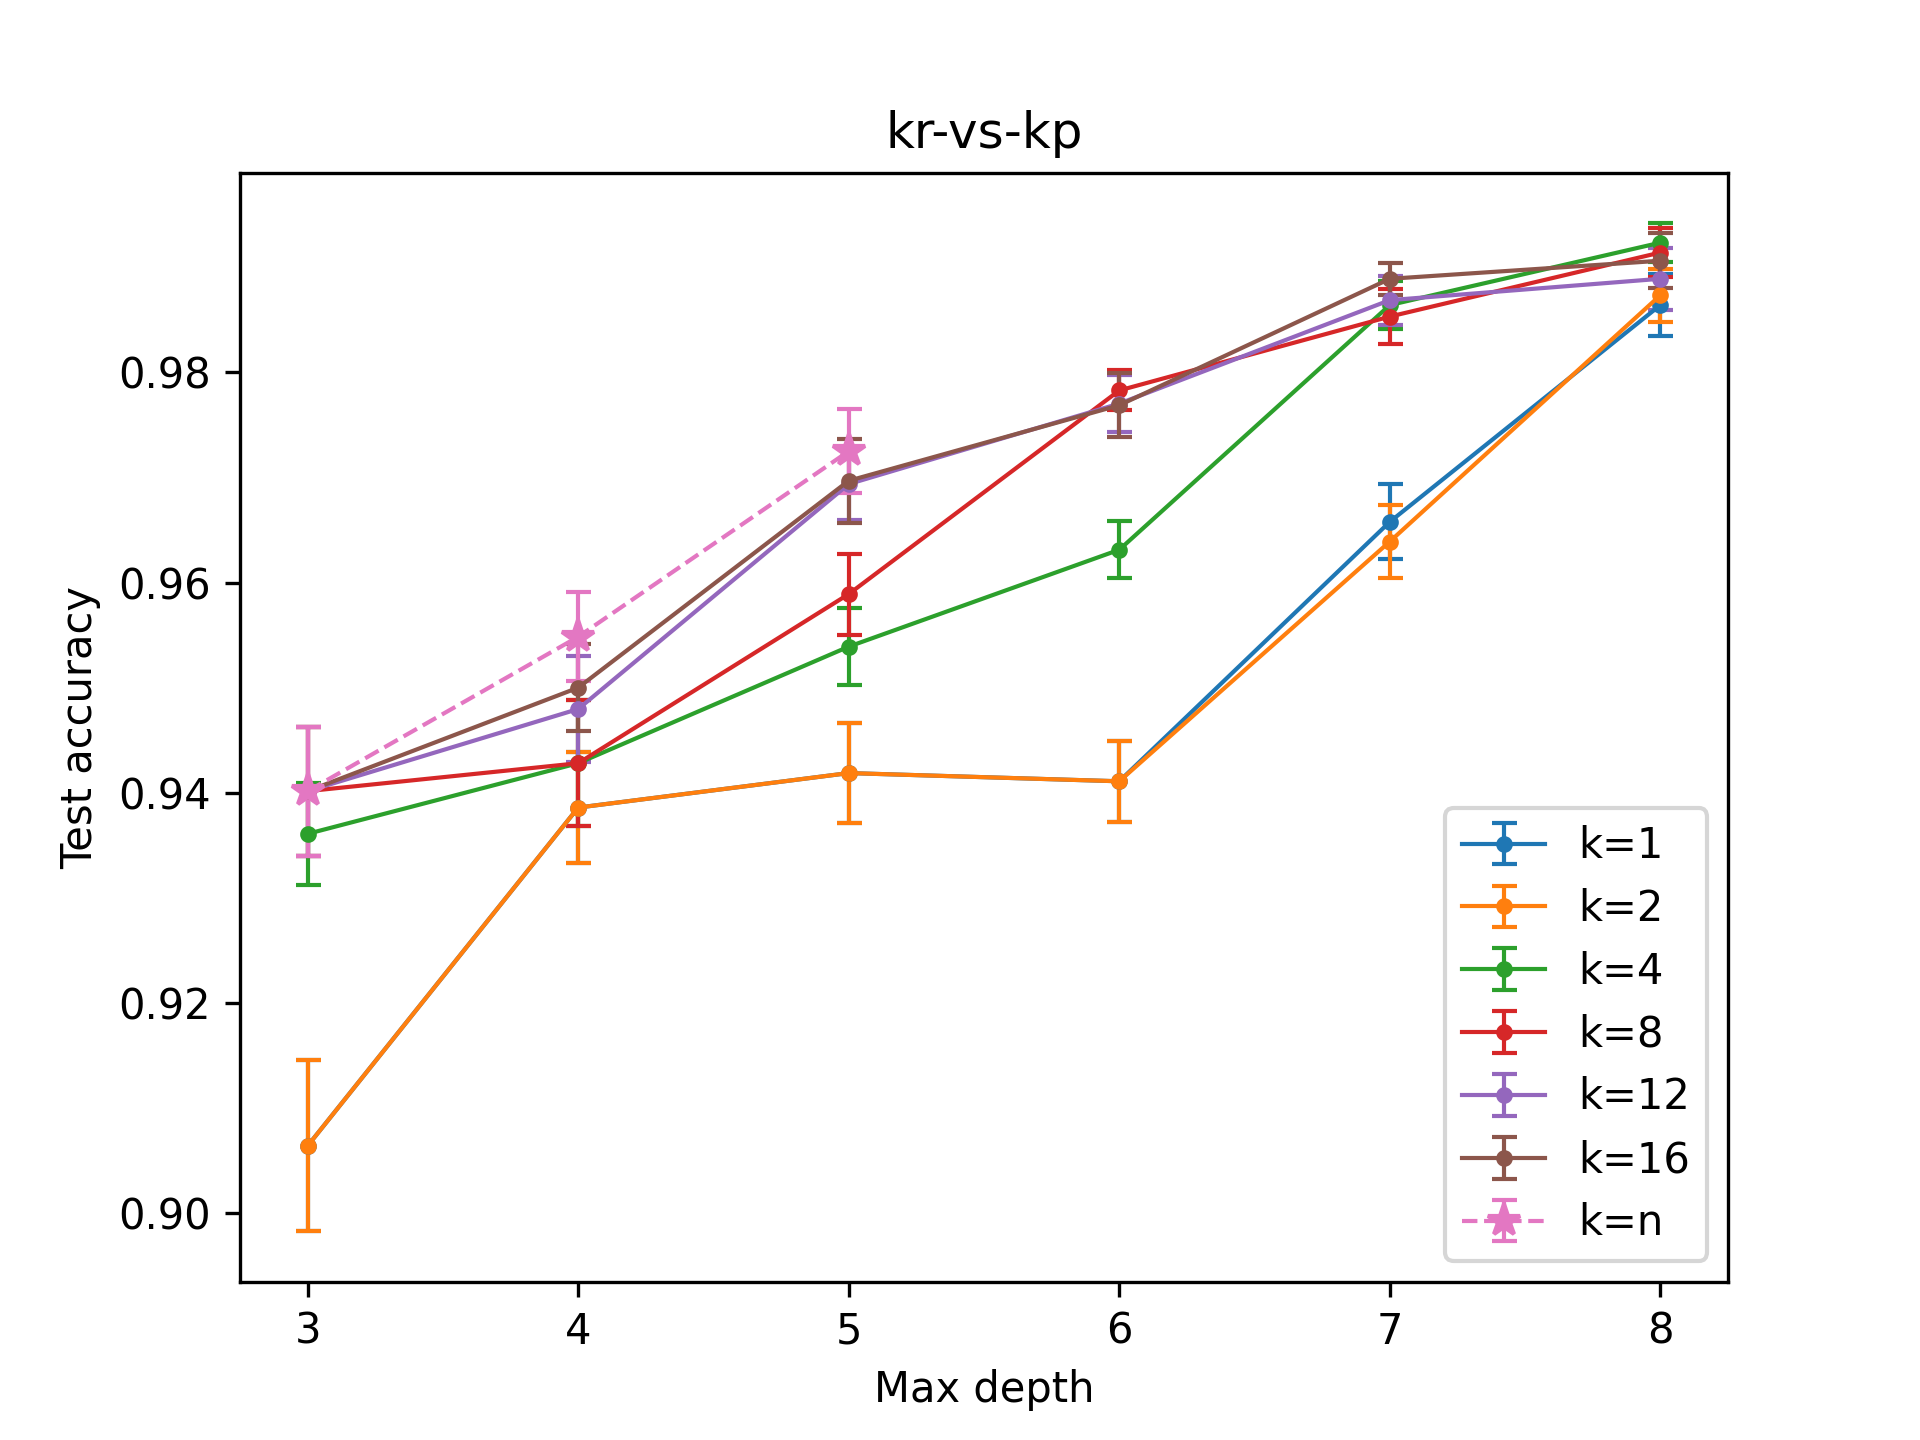 kr-vs-kp
Test accuracy
0.98
0.96
0.94
0.92
0.90
3 4 5 6 7 8
Max depth
k=1
k=2
k=4
k=8
k=12
k=16
k=n